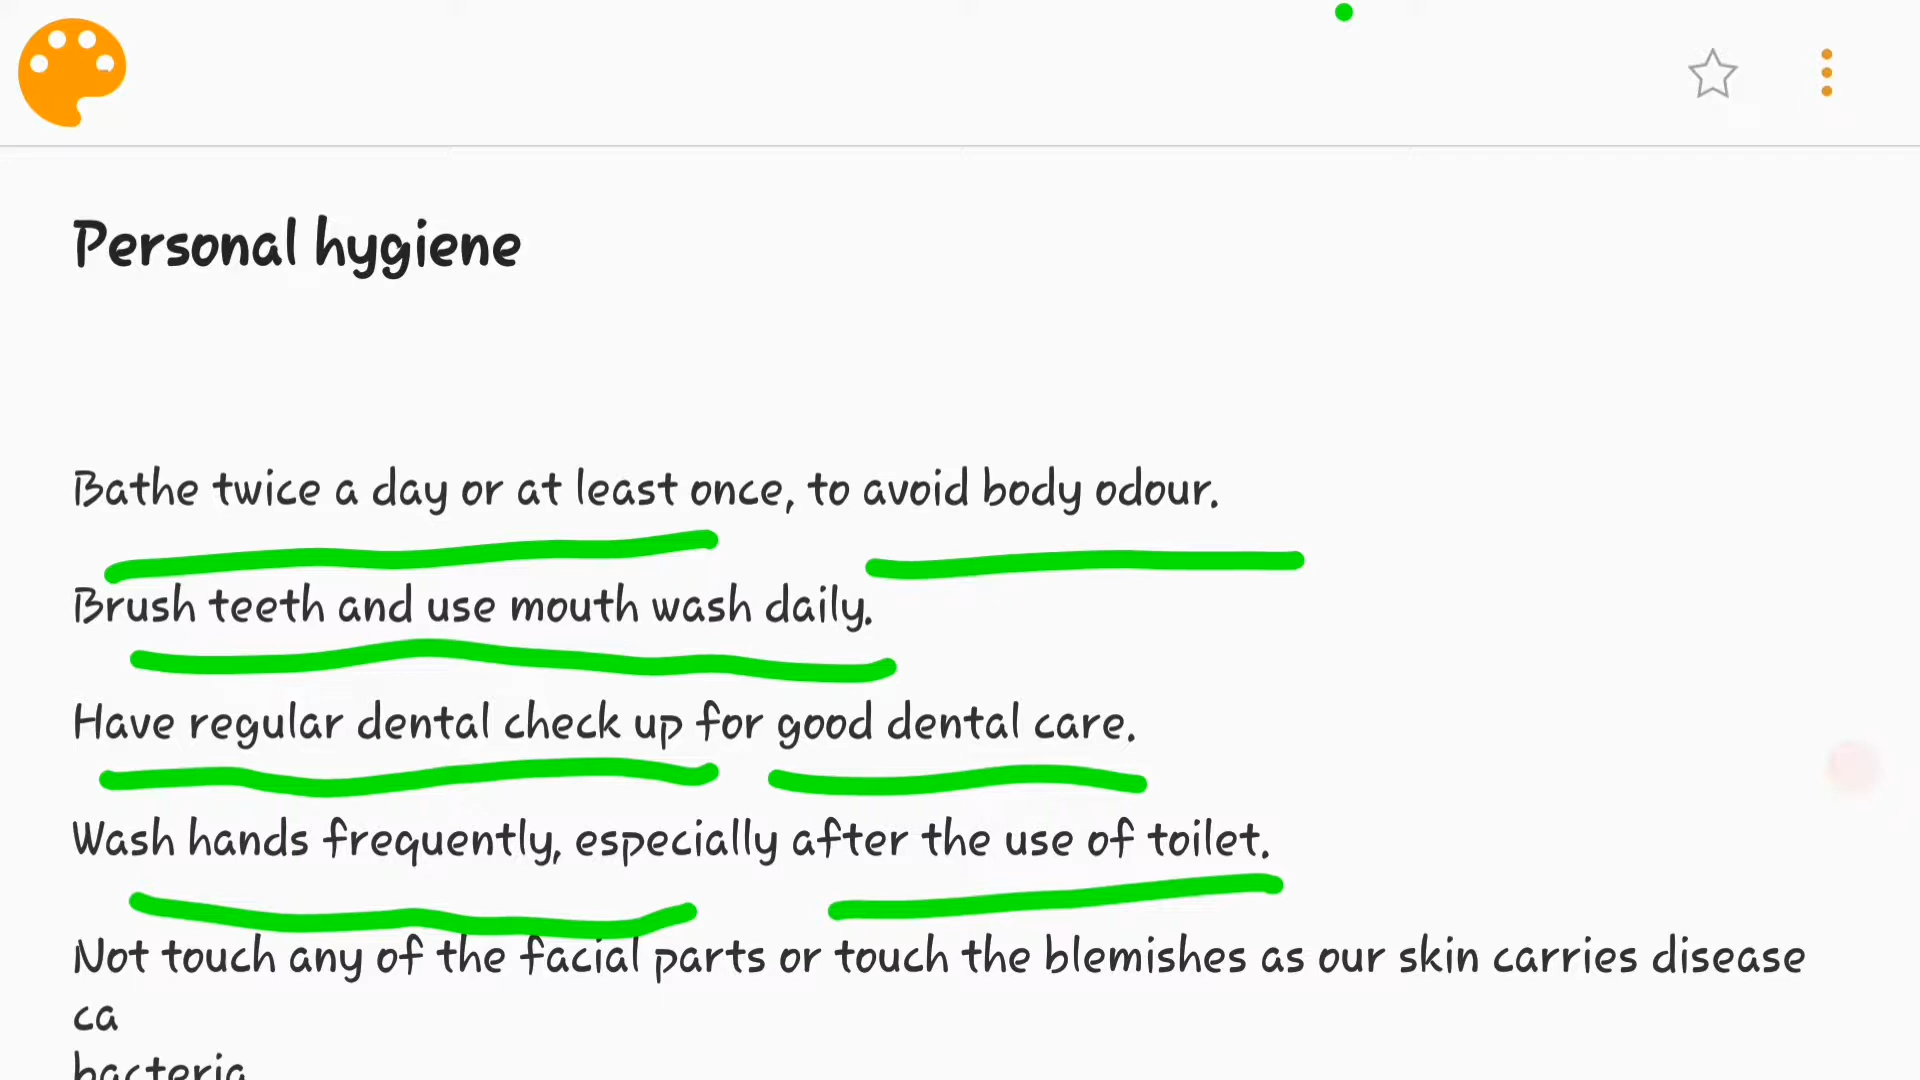 Personal hygiene
Bathe twice a day or at least once, to avoid body odour.
Brush teeth and use mouth wash daily.
Have regular dental check up for good dental care.
Wash hands frequently, especially after the use of toilet.
Not touch any of the facial parts or touch the blemishes as our skin carries disease
ca
bacteria